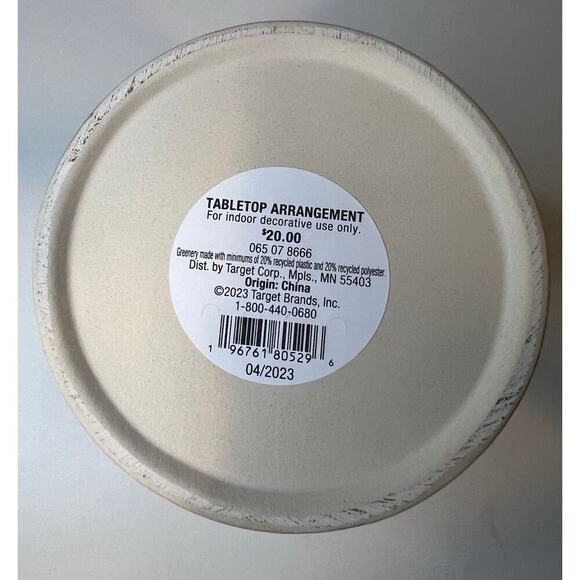 TABLETOP ARRANGEMENT
For indoor decorative use only.
$20.00
065 07 8666
Greenery made with minimums of 20% recycled plastic and 20% recycled polyester.
Dist. by Target Corp., Mpls., MN 55403
Origin: China
©2023 Target Brands, Inc.
1-800-440-0680
1 96761 80529 6
04/2023